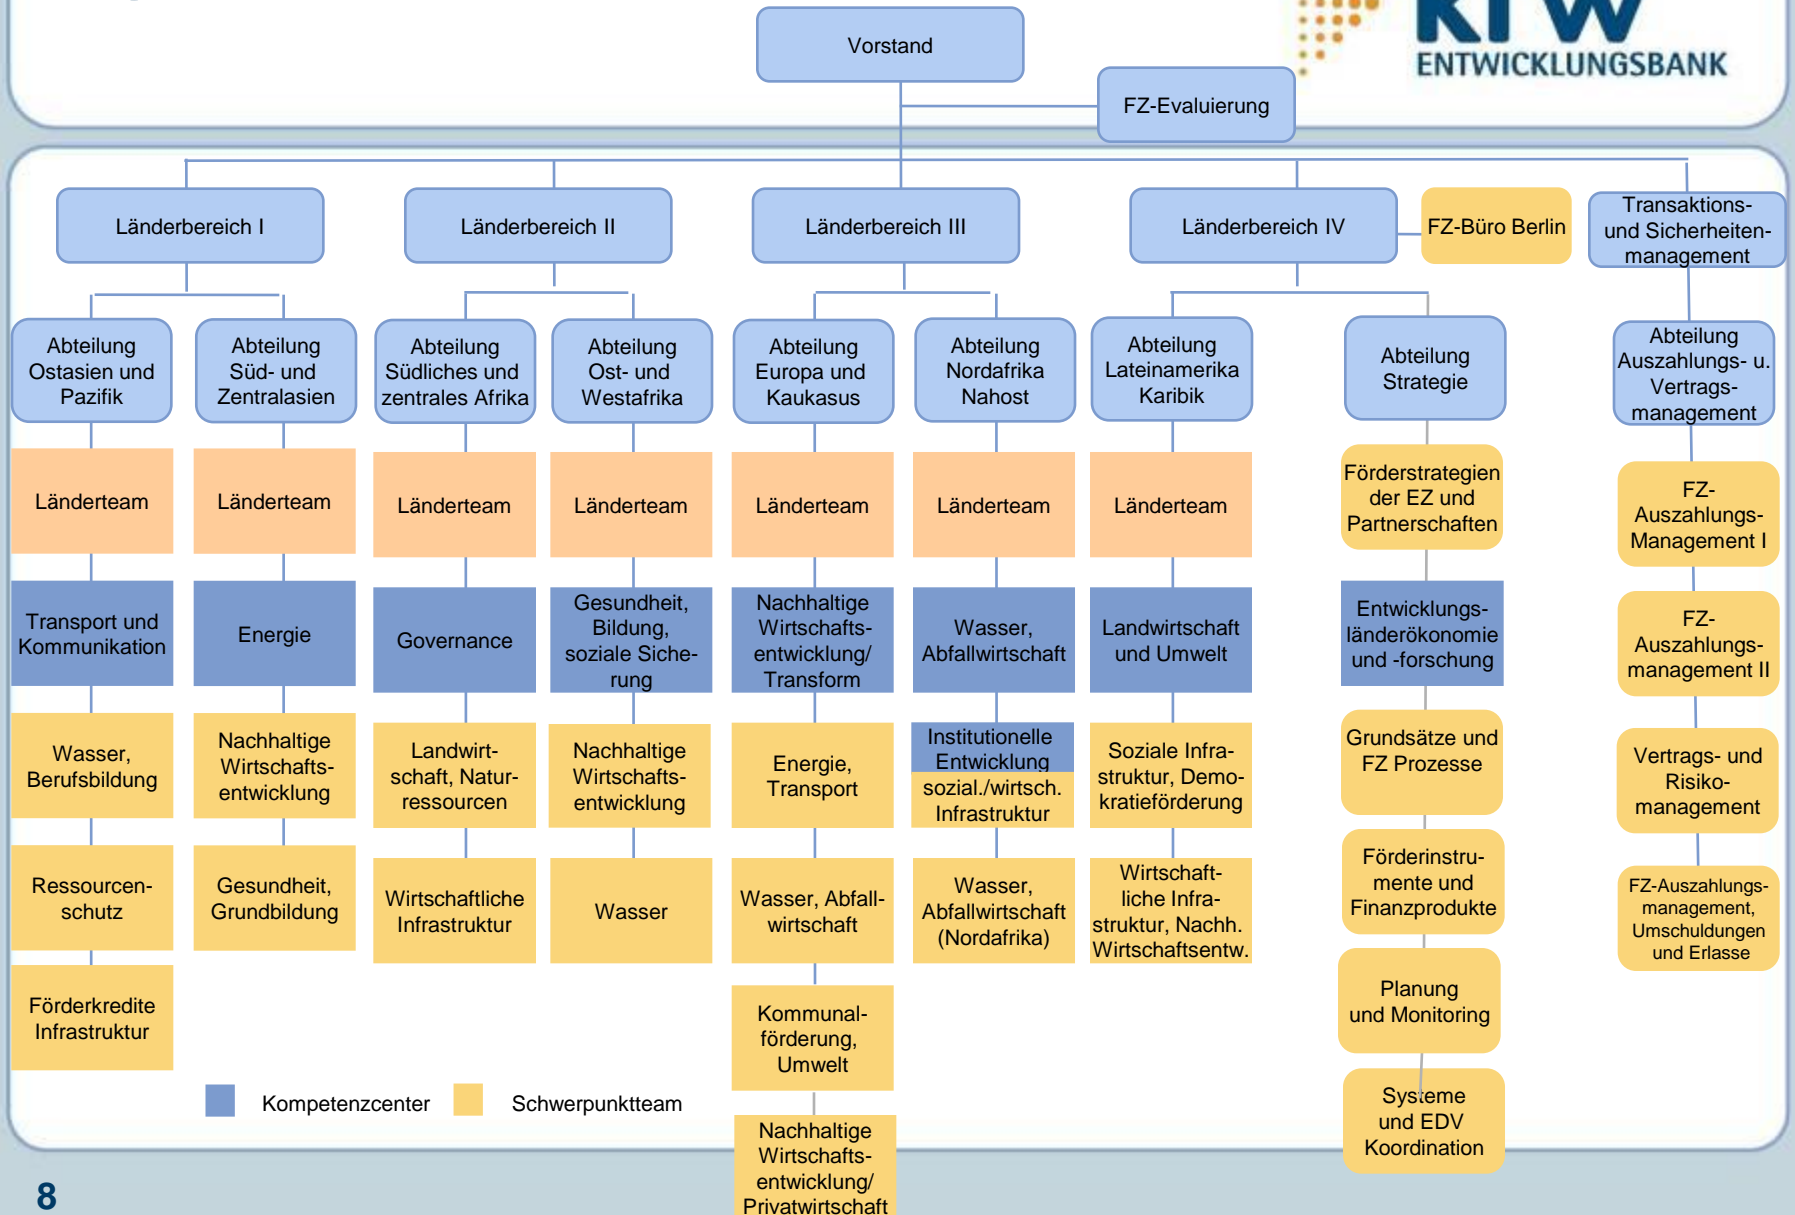 KfW
ENTWICKLUNGSBANK
Vorstand
FZ-Evaluierung
Länderbereich I
Länderbereich II
Länderbereich III
Länderbereich IV
FZ-Büro Berlin
Transaktions-
und Sicherheiten-
management
Abteilung
Ostasien und
Pazifik
Abteilung
Süd- und
Zentralasien
Abteilung
Südliches und
zentrales Afrika
Abteilung
Ost- und
Westafrika
Abteilung
Europa und
Kaukasus
Abteilung
Nordafrika
Nahost
Abteilung
Lateinamerika
Karibik
Abteilung
Strategie
Abteilung
Auszahlungs- u.
Vertrags-
management
Länderteam
Länderteam
Länderteam
Länderteam
Länderteam
Länderteam
Länderteam
Förderstrategien
der EZ und
Partnerschaften
FZ-
Auszahlungs-
Management I
Transport und
Kommunikation
Energie
Governance
Gesundheit,
Bildung,
soziale Siche-
rung
Nachhaltige
Wirtschafts-
entwicklung/
Transform
Wasser,
Abfallwirtschaft
Landwirtschaft
und Umwelt
Entwicklungs-
länderökonomie
und -forschung
FZ-
Auszahlungs-
management II
Wasser,
Berufsbildung
Nachhaltige
Wirtschafts-
entwicklung
Landwirt-
schaft, Natur-
ressourcen
Nachhaltige
Wirtschafts-
entwicklung
Energie,
Transport
Institutionelle
Entwicklung
sozial./wirtsch.
Infrastruktur
Soziale Infra-
struktur, Demo-
kratieförderung
Grundsätze und
FZ Prozesse
Vertrags- und
Risiko-
management
Ressourcen-
schutz
Gesundheit,
Grundbildung
Wirtschaftliche
Infrastruktur
Wasser
Wasser, Abfall-
wirtschaft
Wasser,
Abfallwirtschaft
(Nordafrika)
Wirtschaft-
liche Infra-
struktur, Nachh.
Wirtschaftsentw.
Förderinstru-
mente und
Finanzprodukte
FZ-Auszahlungs-
management,
Umschuldungen
und Erlasse
Förderkredite
Infrastruktur
Kommunal-
förderung,
Umwelt
Planung
und Monitoring
Kompetenzcenter
Schwerpunktteam
Nachhaltige
Wirtschafts-
entwicklung/
Privatwirtschaft
Systeme
und EDV
Koordination
8